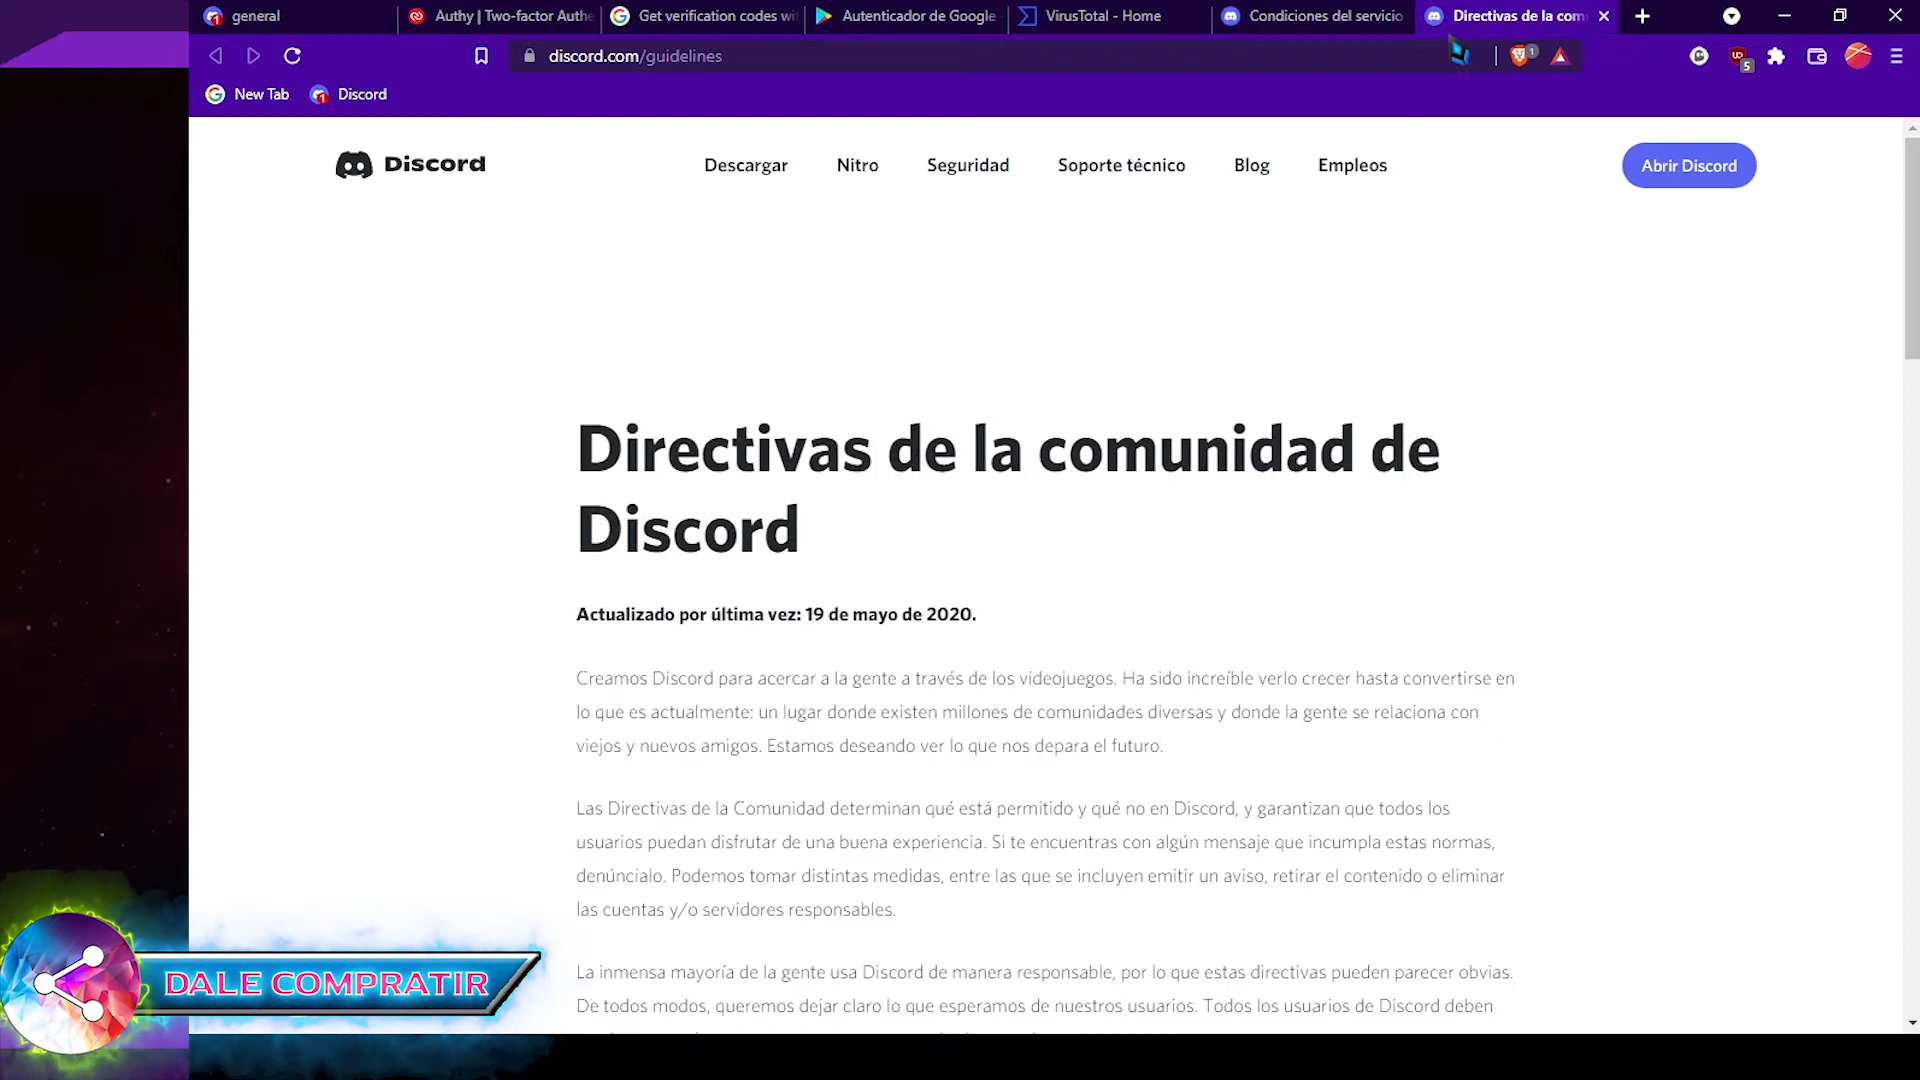 general
Authy | Two-factor Authe
Get verification codes wit
Autenticador de Google
VirusTotal - Home
Condiciones del servicio
Directivas de la com
discord.com/guidelines
1
5
New Tab
Discord
Discord
Descargar
Nitro
Seguridad
Soporte técnico
Blog
Empleos
Abrir Discord
Directivas de la comunidad de
Discord
Actualizado por última vez: 19 de mayo de 2020.
Creamos Discord para acercar a la gente a través de los videojuegos. Ha sido increíble verlo crecer hasta convertirse en
lo que es actualmente: un lugar donde existen millones de comunidades diversas y donde la gente se relaciona con
viejos y nuevos amigos. Estamos deseando ver lo que nos depara el futuro.
Las Directivas de la Comunidad determinan qué está permitido y qué no en Discord, y garantizan que todos los
usuarios puedan disfrutar de una buena experiencia. Si te encuentras con algún mensaje que incumpla estas normas,
denúncialo. Podemos tomar distintas medidas, entre las que se incluyen emitir un aviso, retirar el contenido o eliminar
las cuentas y/o servidores responsables.
La inmensa mayoría de la gente usa Discord de manera responsable, por lo que estas directivas pueden parecer obvias.
De todos modos, queremos dejar claro lo que esperamos de nuestros usuarios. Todos los usuarios de Discord deben
DALE COMPRATIR